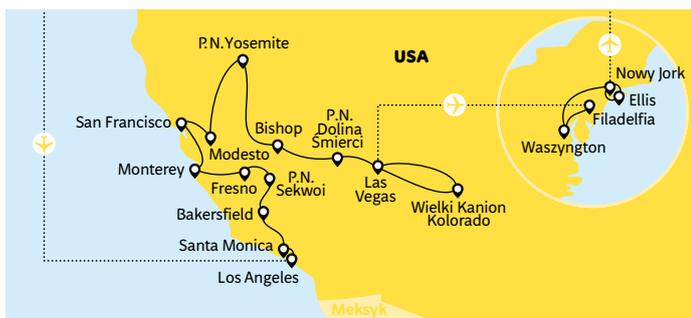 P.N.Yosemite
USA
Nowy Jork
Ellis
Filadelfia
Waszyngton
San Francisco
Modesto
Bishop
P.N.
Dolina
Śmierci
Monterey
Fresno
P.N.
Sekwoi
Las
Vegas
Wielki Kanion
Kolorado
Bakersfield
Santa Monica
Los Angeles
Meksyk